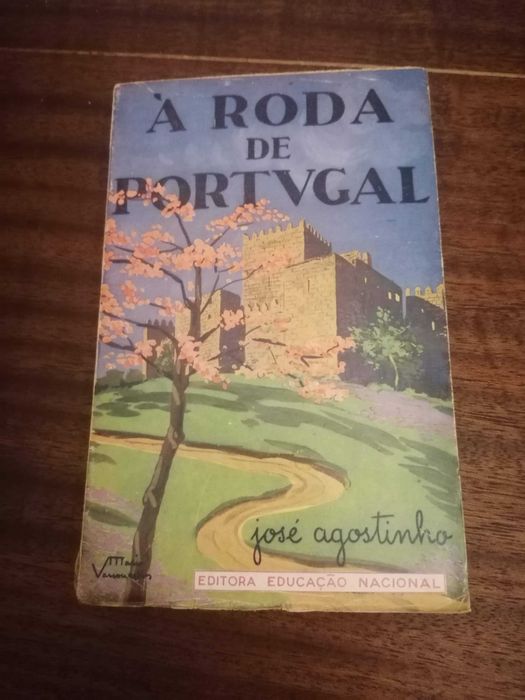 À RODA
DE
PORTVGAL
josé agostinho
EDITORA EDUCAÇÃO NACIONAL